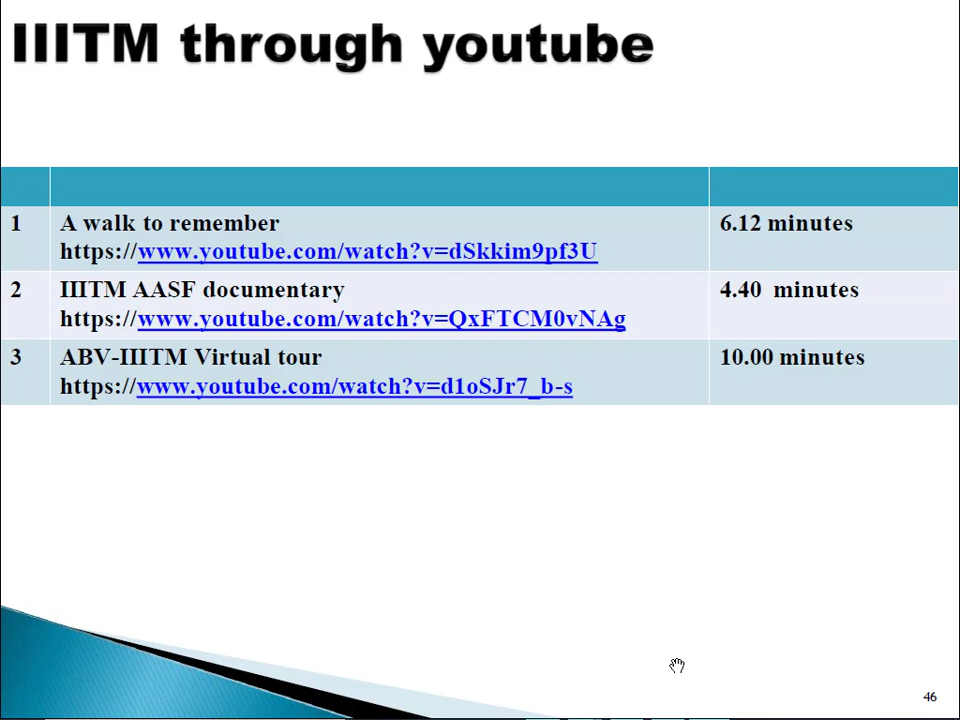 IIITM through youtube
1 A walk to remember 6.12 minutes
https://www.youtube.com/watch?v=dSkkim9pf3U
2 IIITM AASF documentary 4.40 minutes
https://www.youtube.com/watch?v=QxFTCM0vNAg
3 ABV-IIITM Virtual tour 10.00 minutes
https://www.youtube.com/watch?v=d1oSJr7_b-s
46